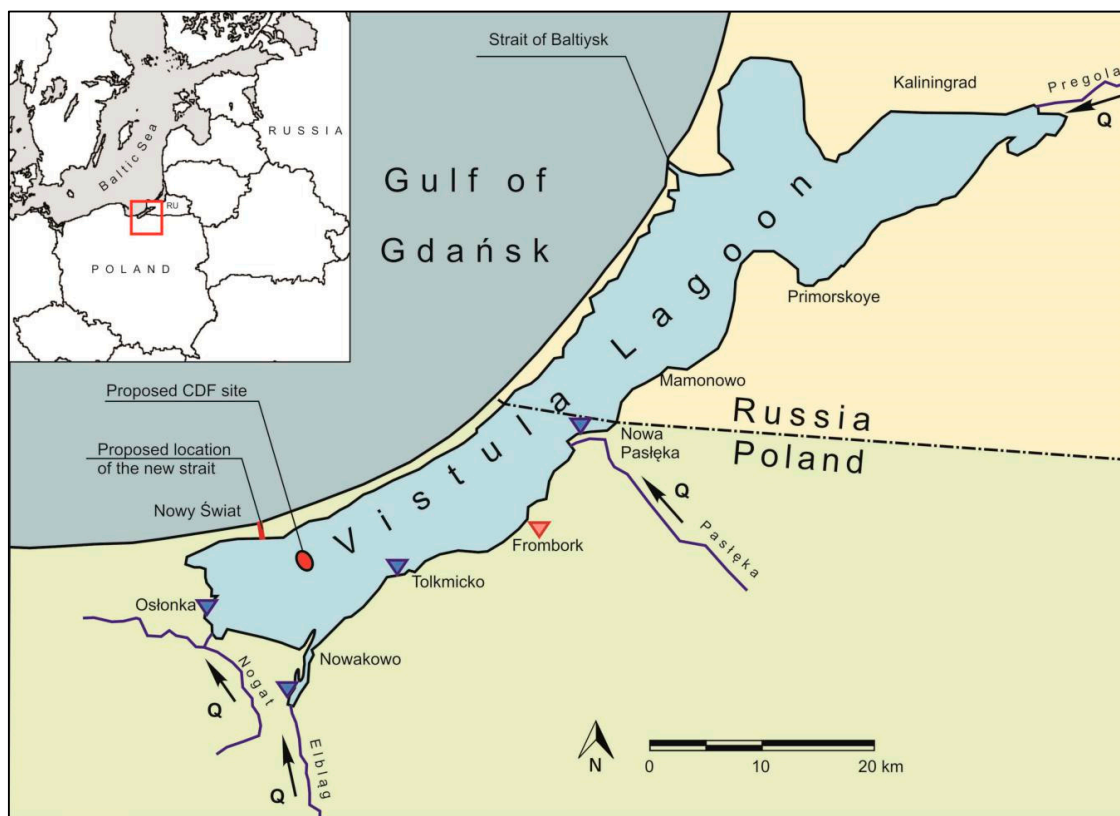 Strait of Baltiysk
Kaliningrad
Pregola
Q
RUSSIA
Baltic Sea
RU
POLAND
Gulf of
Gdańsk
Vistula Lagoon
Primorskoye
Mamonowo
Proposed CDF site
Russia
Poland
Proposed location
of the new strait
Nowy Świat
Nowa
Pasłęka
Q
Pasłęka
Frombork
Tolkmicko
Osłonka
Nowakowo
Nogat
Q
Elbląg
Q
N
0 10 20 km